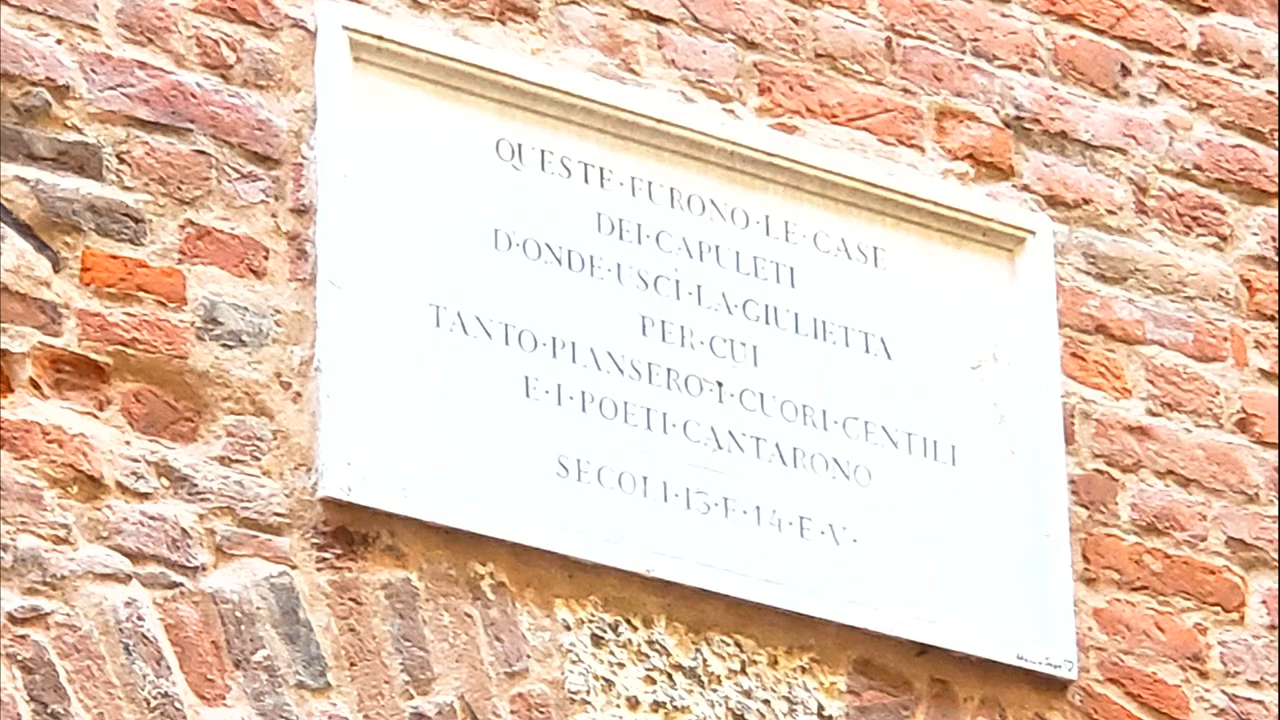 QUESTE·FURONO·LE·CASE
DEI·CAPULETI
D·ONDE·USCÌ·LA·GIULIETTA
PER·CUI
TANTO·PIANSERO·I·CUORI·GENTILI
E·I·POETI·CANTARONO
SECOLI·13·E·14·E·V·